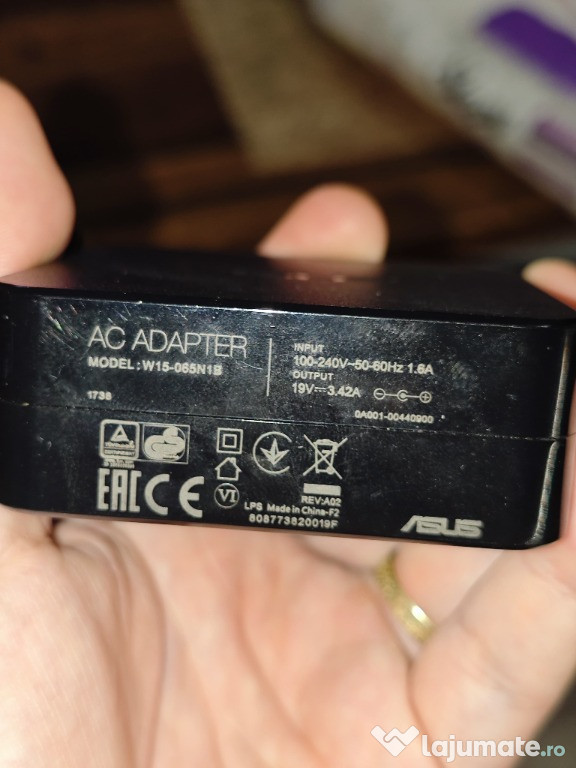 AC ADAPTER
MODEL: W15-065N1B
1738
INPUT
100-240V~50-60Hz 1.6A
OUTPUT
19V⎓3.42A
0A001-00440900
EAC CE
VI
REV:A02
LPS Made in China-F2
808773820019F
ASUS
lajumate.ro